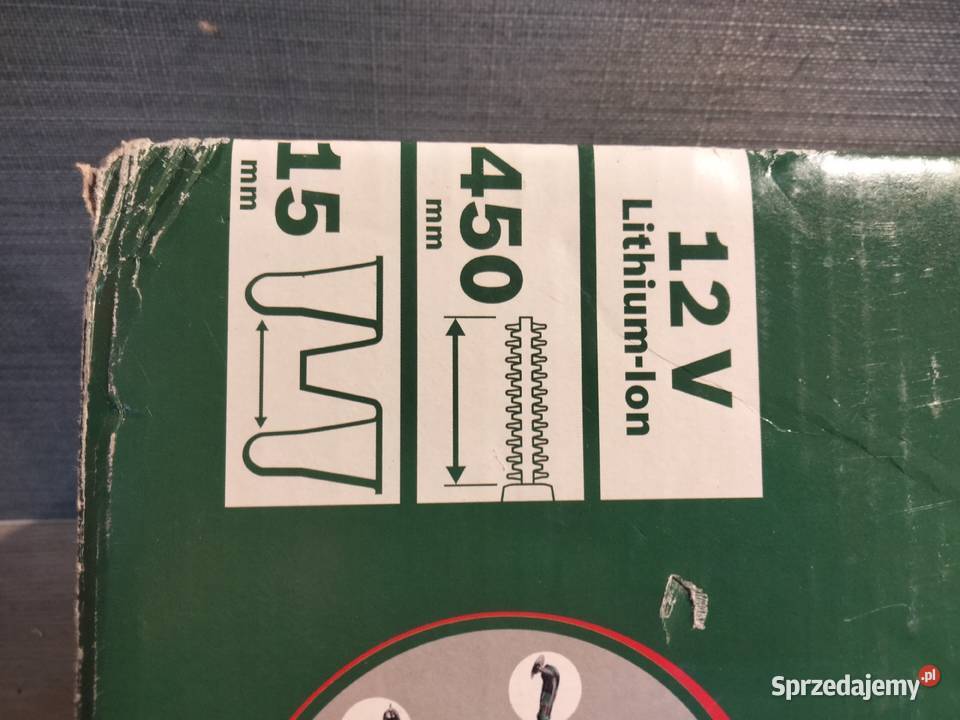 12 V
Lithium-Ion
450
mm
15
mm
Sprzedajemy.pl